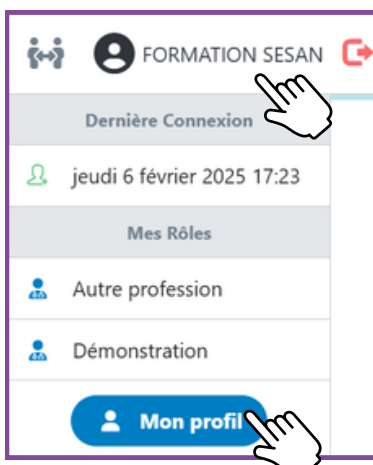 FORMATION SESAN
Dernière Connexion
jeudi 6 février 2025 17:23
Mes Rôles
Autre profession
Démonstration
Mon profil